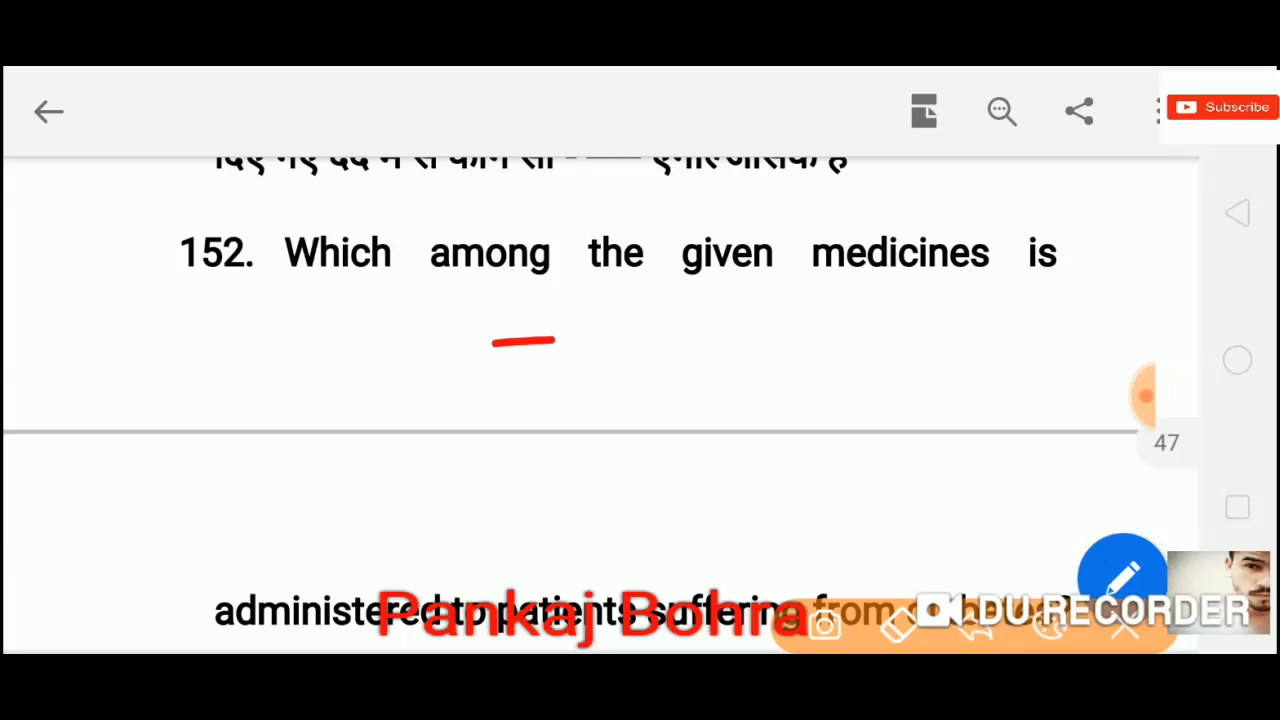 Subscribe
152. Which among the given medicines is
47
administered to patients suffering from
Pankaj Bohra
DU RECORDER